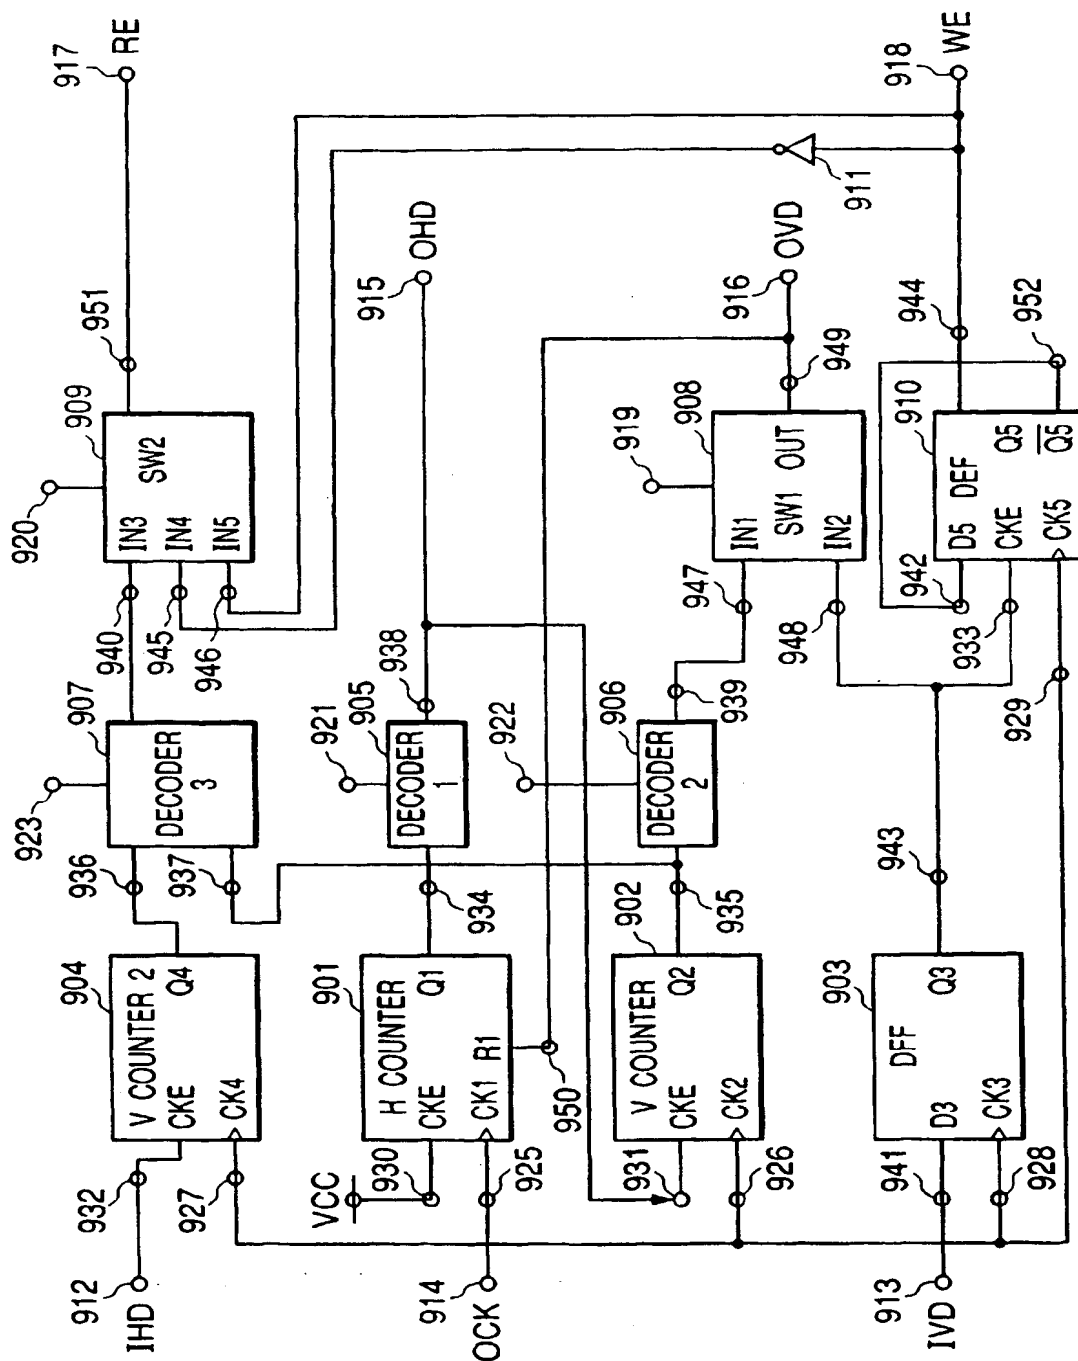 912
IHD
932
927
904
V COUNTER 2
CKE
Q4
CK4
936
937
923
907
DECODER
3
940
945
946
920
909
SW2
IN3
IN4
IN5
951
917
RE
VCC
930
914
OCK
925
901
H COUNTER
CKE
Q1
CK1
R1
950
934
921
905
DECODER
1
938
915
OHD
931
926
902
V COUNTER
CKE
Q2
CK2
935
922
906
DECODER
2
939
947
948
919
908
IN1
SW1
OUT
IN2
949
916
OVD
911
913
IVD
941
928
903
DFF
D3
Q3
CK3
943
942
933
929
910
DEF
D5
Q5
CKE
Q5
CK5
944
952
918
WE